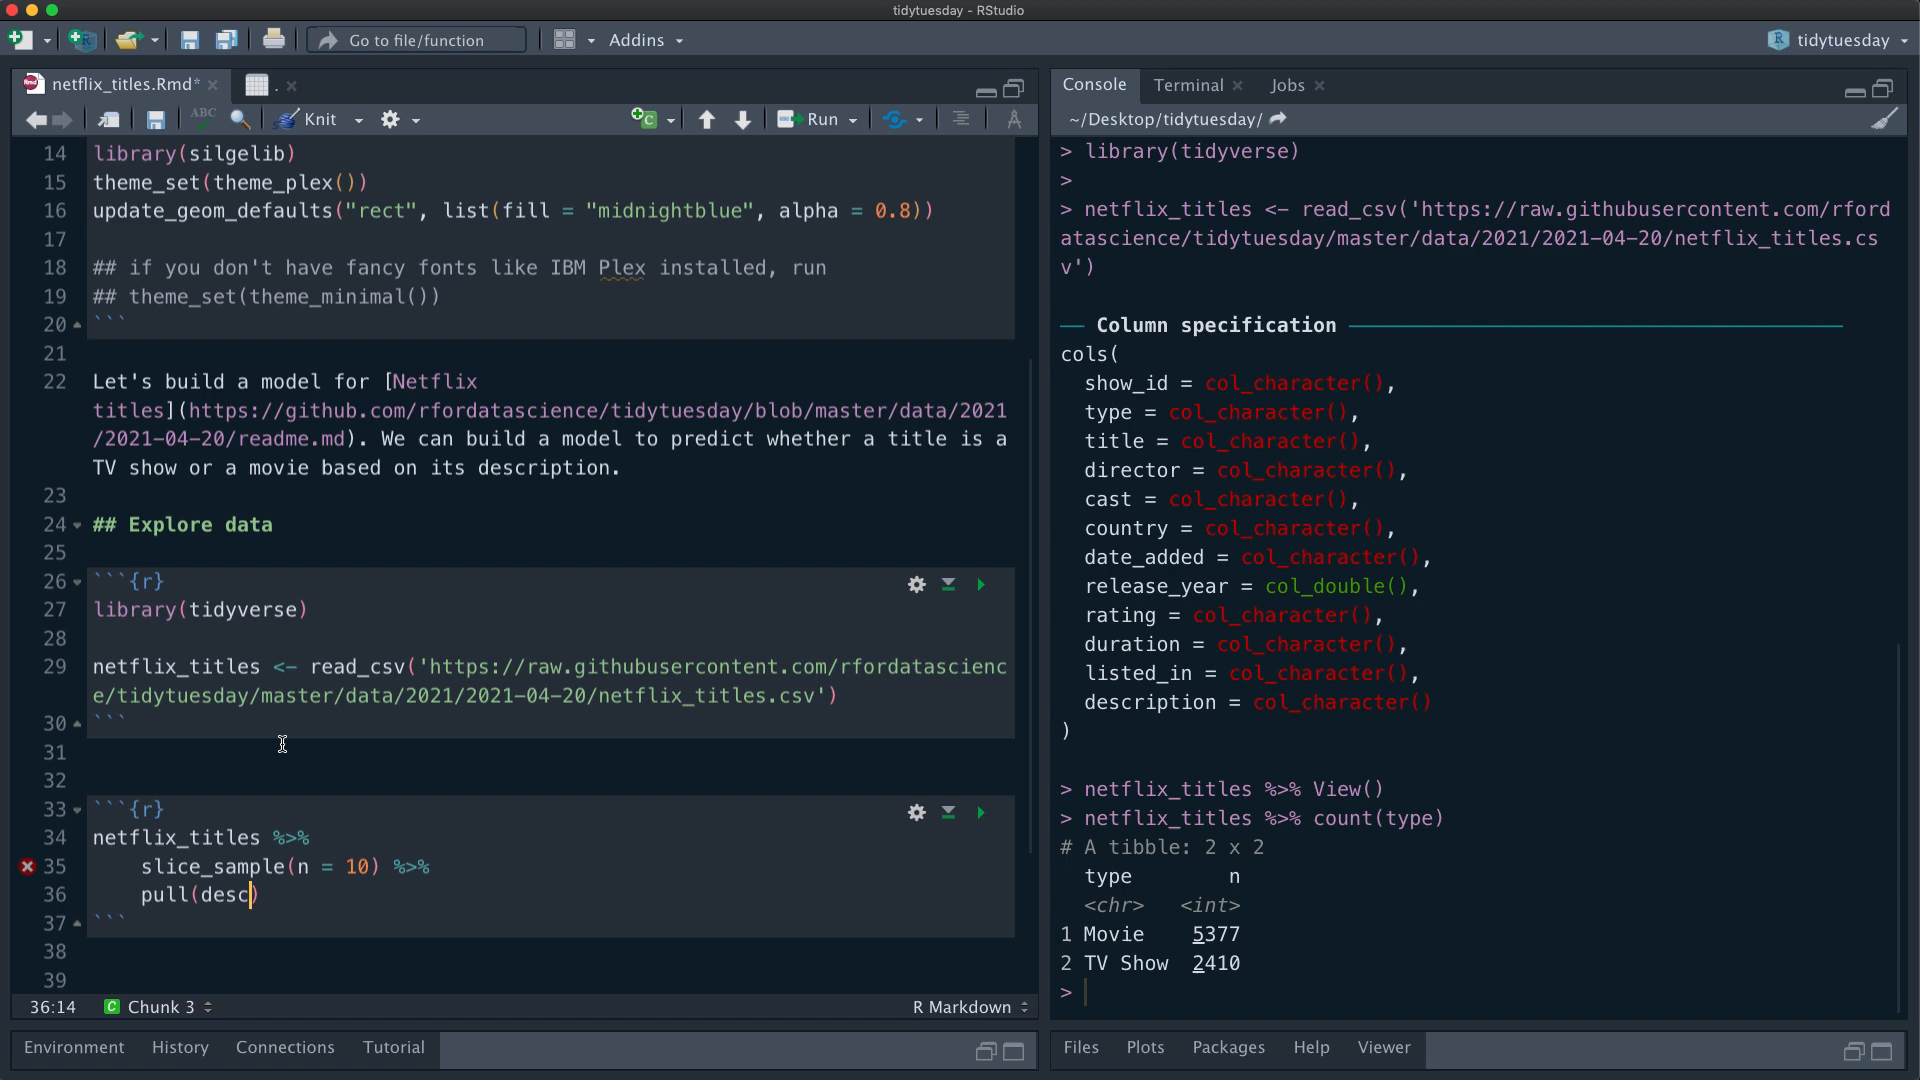 tidytuesday - RStudio
Go to file/function
Addins
tidytuesday
netflix_titles.Rmd*
.
ABC
Knit
Run
14 library(silgelib)
15 theme_set(theme_plex())
16 update_geom_defaults("rect", list(fill = "midnightblue", alpha = 0.8))
17
18 ## if you don't have fancy fonts like IBM Plex installed, run
19 ## theme_set(theme_minimal())
20 ```
21
22 Let's build a model for [Netflix
titles](https://github.com/rfordatascience/tidytuesday/blob/master/data/2021
/2021-04-20/readme.md). We can build a model to predict whether a title is a
TV show or a movie based on its description.
23
24 ## Explore data
25
26 ```{r}
27 library(tidyverse)
28
29 netflix_titles <- read_csv('https://raw.githubusercontent.com/rfordatascienc
e/tidytuesday/master/data/2021/2021-04-20/netflix_titles.csv')
30 ```
31
32
33 ```{r}
34 netflix_titles %>%
35 slice_sample(n = 10) %>%
36 pull(desc)
37 ```
38
39
36:14 C Chunk 3 R Markdown
Environment History Connections Tutorial
Console Terminal Jobs
~/Desktop/tidytuesday/
> library(tidyverse)
>
> netflix_titles <- read_csv('https://raw.githubusercontent.com/rford
atascience/tidytuesday/master/data/2021/2021-04-20/netflix_titles.cs
v')
── Column specification ──
cols(
show_id = col_character(),
type = col_character(),
title = col_character(),
director = col_character(),
cast = col_character(),
country = col_character(),
date_added = col_character(),
release_year = col_double(),
rating = col_character(),
duration = col_character(),
listed_in = col_character(),
description = col_character()
)
> netflix_titles %>% View()
> netflix_titles %>% count(type)
# A tibble: 2 x 2
type n
<chr> <int>
1 Movie 5377
2 TV Show 2410
>
Files Plots Packages Help Viewer